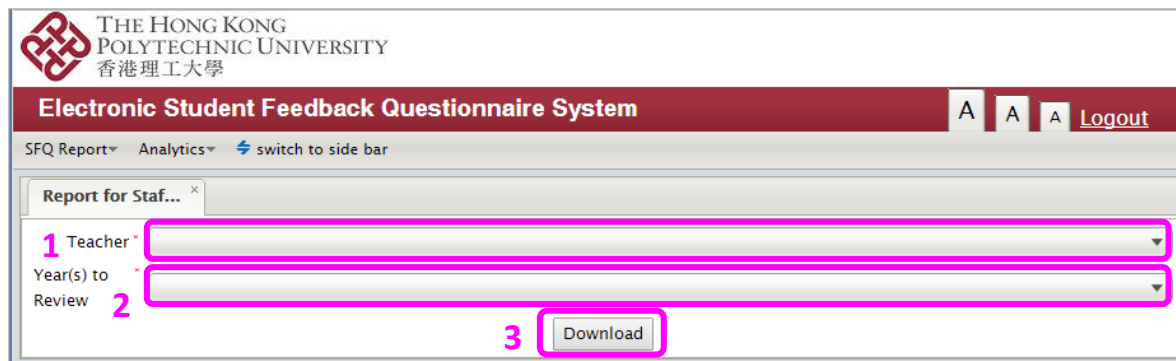 THE HONG KONG
POLYTECHNIC UNIVERSITY
香港理工大學
Electronic Student Feedback Questionnaire System
A A A Logout
SFQ Report Analytics switch to side bar
Report for Staf... ×
1 Teacher *
Year(s) to *
Review
2
3 Download